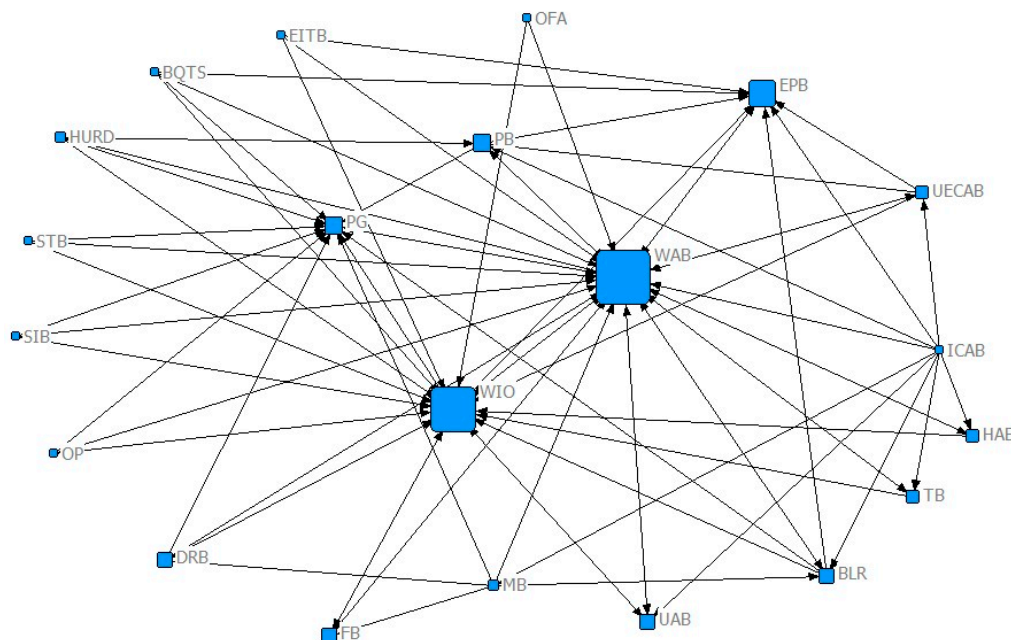 OFA
EITB
BQTS
EPB
HURD
PB
UECAB
PG
STB
WAB
SIB
ICAB
WIO
HAB
OP
TB
DRB
MB
BLR
UAB
FB